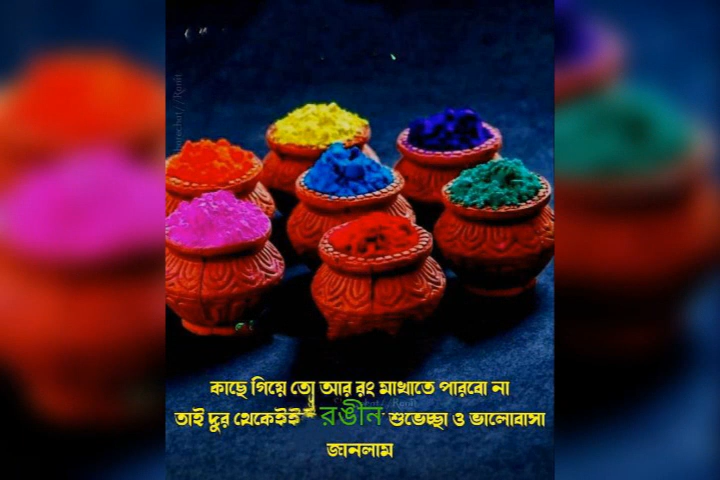 কাছে গিয়ে তো আর রং মাখাতে পারবো না
তাই দুর থেকেইই রঙীন শুভেচ্ছা ও ভালোবাসা
জানলাম